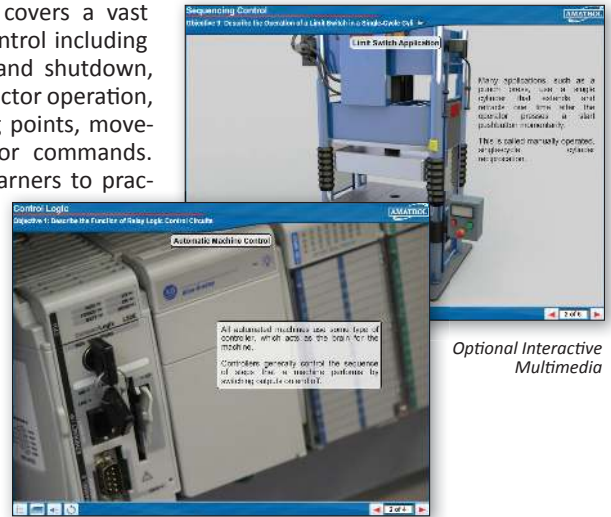 covers a vast
ntrol including
and shutdown,
ctor operation,
g points, move-
or commands.
arners to prac-
Sequencing Control
Objective 9: Describe the Operation of a Limit Switch in a Single-Cycle Cyli
AMATROL
Limit Switch Application
Many applications, such as a
punch press, use a single
cylinder that extends and
retracts one time after the
operator presses a start
pushbutton momentarily.
This is called manually operated,
single-cycle cylinder
reciprocation.
2 of 6
Control Logic
Objective 1: Describe the Function of Relay Logic Control Circuits
AMATROL
Automatic Machine Control
All automated machines use some type of
controller, which acts as the brain for the
machine.
Controllers generally control the sequence
of steps that a machine performs by
switching outputs on and off.
2 of 4
Optional Interactive
Multimedia